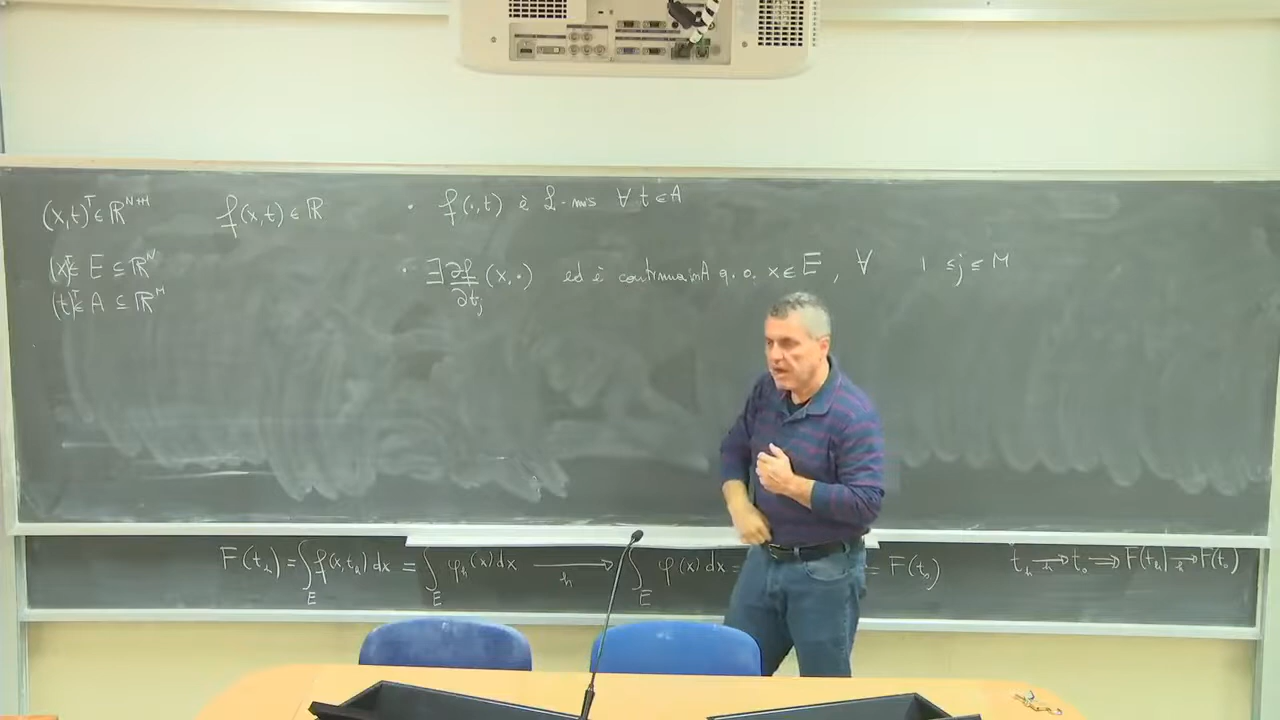 (x,t)ᵀ ∈ ℝᴺ⁺ᴹ f(x,t) ∈ ℝ • f(·,t) è L-mis ∀ t ∈ A
(x)ᵀ ∈ E ⊆ ℝᴺ • ∃ ∂f/∂tⱼ (x,·) ed è continua in A q.o. x ∈ E, ∀ 1 ≤ j ≤ M
(t)ᵀ ∈ A ⊆ ℝᴹ
F(tₕ) = ∫_E f(x,tₕ) dx = ∫_E φₕ(x) dx →ₕ ∫_E φ(x) dx = = F(t₀) tₕ →ₕ t₀ ⇒ F(tₕ) →ₕ F(t₀)